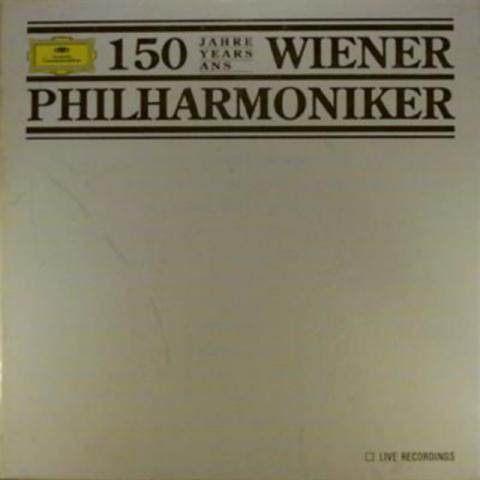 150 JAHRE YEARS ANS WIENER
PHILHARMONIKER
LIVE RECORDINGS